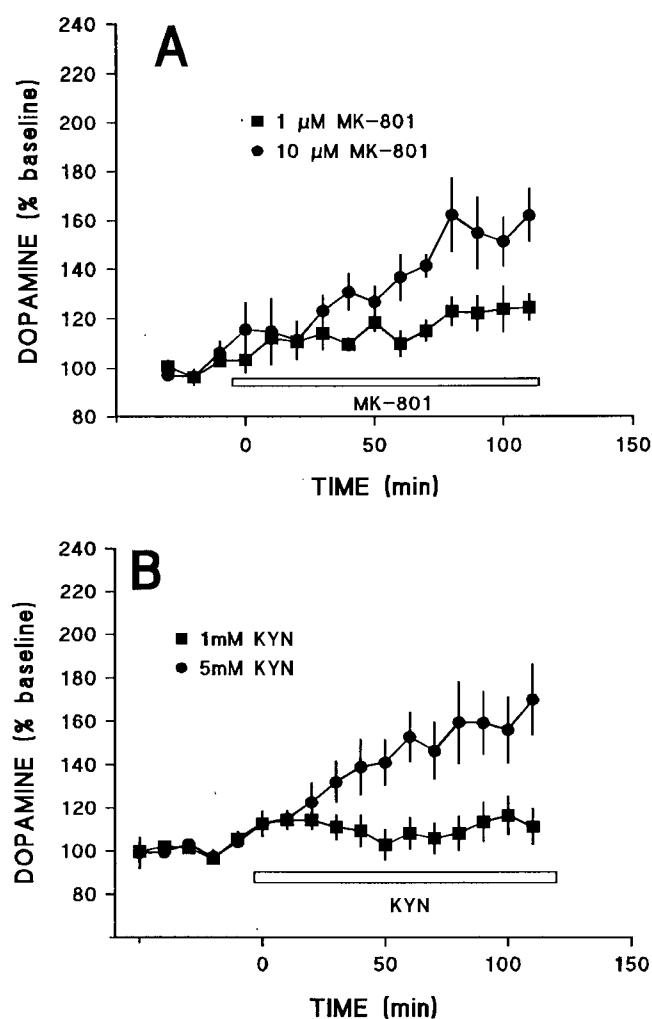 A
240
220
200
180
160
140
120
100
80
DOPAMINE (% baseline)
1 μM MK-801
10 μM MK-801
MK-801
0
50
100
150
TIME (min)
B
240
220
200
180
160
140
120
100
80
DOPAMINE (% baseline)
1mM KYN
5mM KYN
KYN
0
50
100
150
TIME (min)